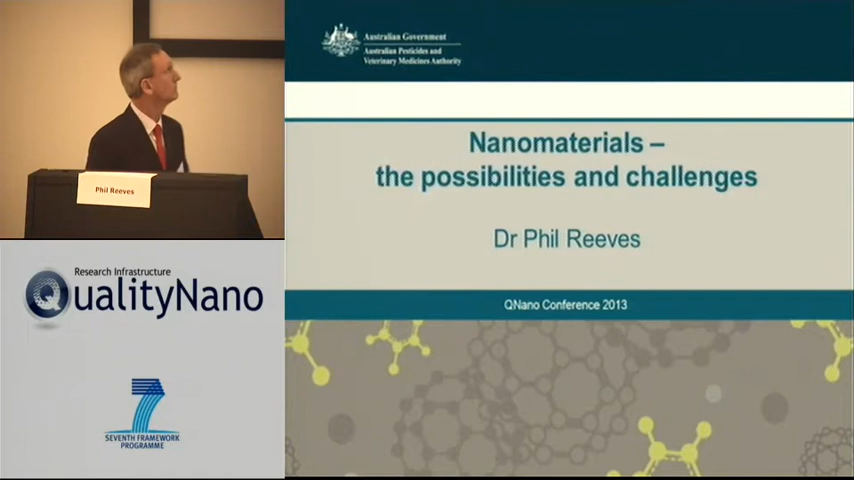 Phil Reeves
Research Infrastructure
QualityNano
SEVENTH FRAMEWORK
PROGRAMME
Australian Government
Australian Pesticides and
Veterinary Medicines Authority
Nanomaterials –
the possibilities and challenges
Dr Phil Reeves
QNano Conference 2013